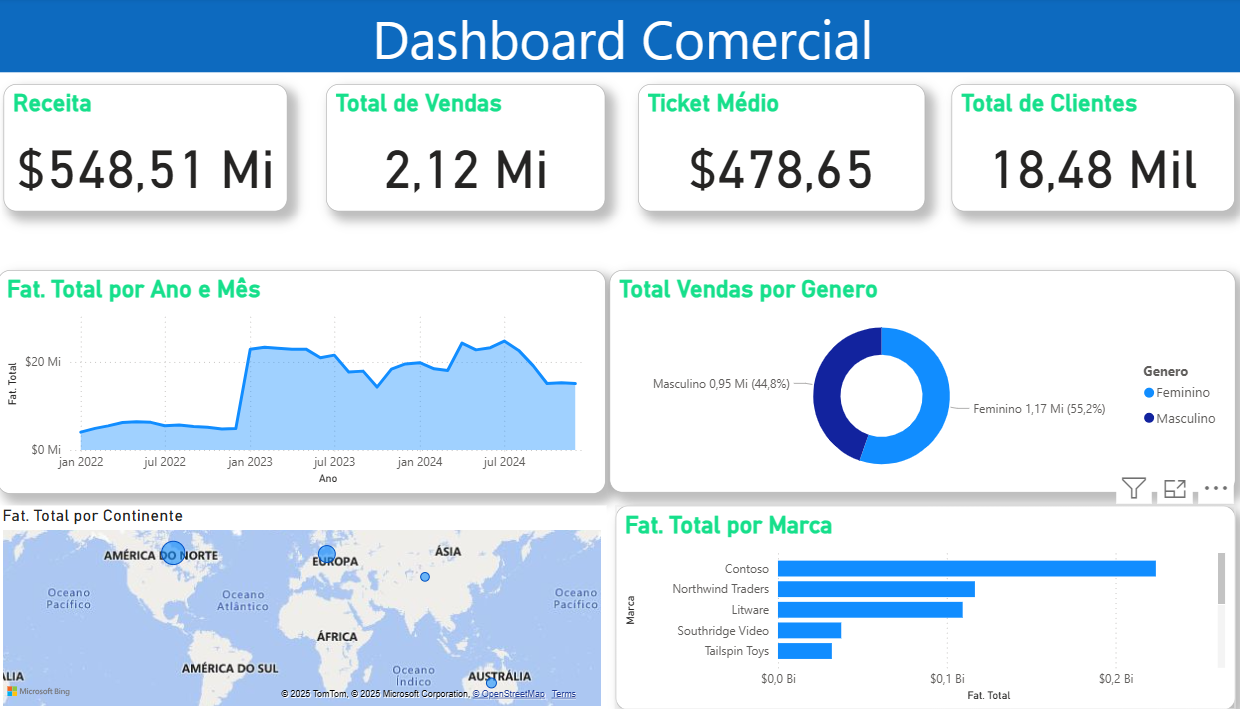 Dashboard Comercial
Receita
$548,51 Mi
Total de Vendas
2,12 Mi
Ticket Médio
$478,65
Total de Clientes
18,48 Mil
Fat. Total por Ano e Mês
Fat. Total
$20 Mi
$0 Mi
jan 2022
jul 2022
jan 2023
jul 2023
jan 2024
jul 2024
Ano
Total Vendas por Genero
Masculino 0,95 Mi (44,8%)
Feminino 1,17 Mi (55,2%)
Genero
Feminino
Masculino
Fat. Total por Continente
AMÉRICA DO NORTE
EUROPA
ÁSIA
Oceano
Pacífico
Oceano
Atlântico
Oceano
Pacífico
ÁFRICA
AMÉRICA DO SUL
Oceano
Índico
AUSTRÁLIA
ALIA
Microsoft Bing
© 2025 TomTom, © 2025 Microsoft Corporation, © OpenStreetMap Terms
Fat. Total por Marca
Marca
Contoso
Northwind Traders
Litware
Southridge Video
Tailspin Toys
$0,0 Bi
$0,1 Bi
$0,2 Bi
Fat. Total